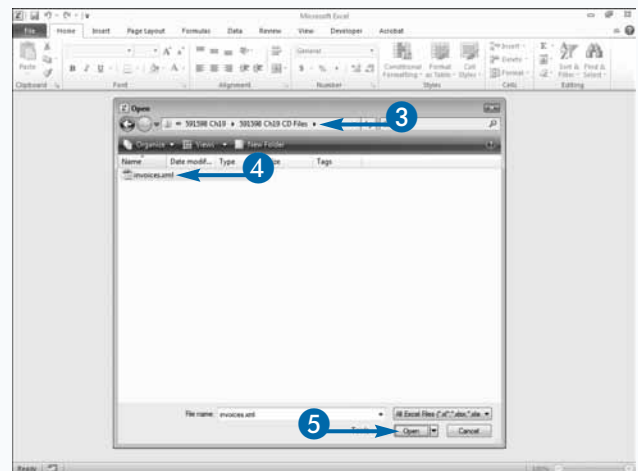 Microsoft Excel
File Home Insert Page Layout Formulas Data Review View Developer Acrobat
Paste
B I U
A A
General
$ %
Conditional Formatting
Format as Table
Cell Styles
Insert
Delete
Format
Sort & Filter
Find & Select
Clipboard Font Alignment Number Styles Cells Editing
Open
591598 Ch19 591598 CD Files
3
Organize Views New Folder
Name Date modif... Type Tags
invoices.xml
4
File name: invoices.xml
All Excel Files
5
Open Cancel
Ready
100%